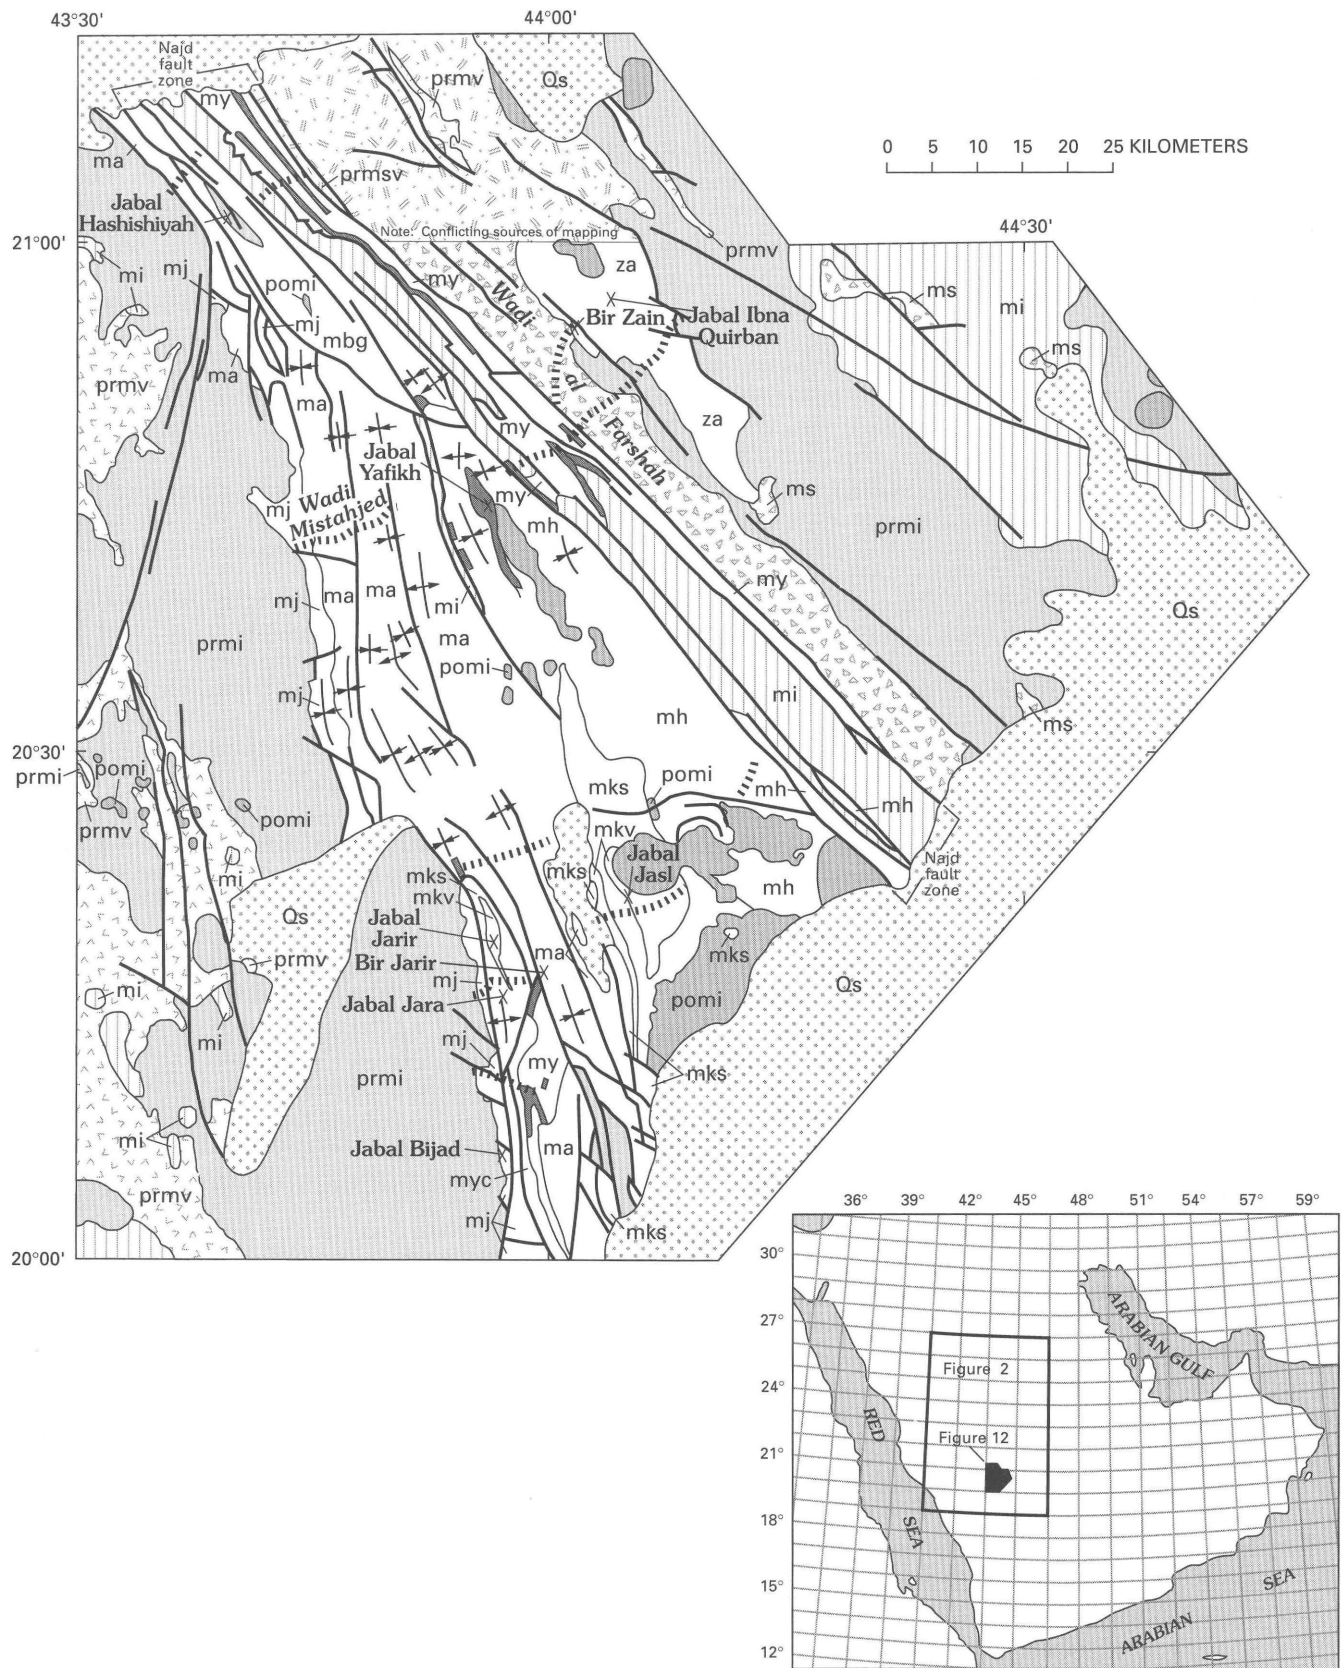 43°30'
44°00'
Najd
fault
zone
my
prmv
Qs
0 5 10 15 20 25 KILOMETERS
ma
prmsv
Jabal
Hashishiyah
21°00'
Note: Conflicting sources of mapping
prmv
44°30'
za
mi
mj
pomi
my
Wadi
al
Farshah
Bir Zain
Jabal Ibna
Quirban
ms
mi
mj
mbg
ms
prmv
ma
ma
my
za
Jabal
Yafikh
my
ms
mj
Wadi
Mistahjed
mh
prmi
my
mj
ma
ma
mi
Qs
prmi
ma
pomi
mj
mi
mh
ms
20°30'
prmi
pomi
mks
pomi
mh
mh
prmv
pomi
mkv
Jabal
Jasl
Najd
fault
zone
mi
mks
mks
mh
mkv
Qs
Jabal
Jarir
ma
mks
prmv
Bir Jarir
mj
Qs
mi
Jabal Jara
pomi
mi
mj
my
prmi
mks
mi
Jabal Bijad
ma
myc
prmv
mj
mks
20°00'
36° 39° 42° 45° 48° 51° 54° 57° 59°
30°
27°
24°
21°
18°
15°
12°
ARABIAN GULF
Figure 2
RED
SEA
Figure 12
ARABIAN
SEA